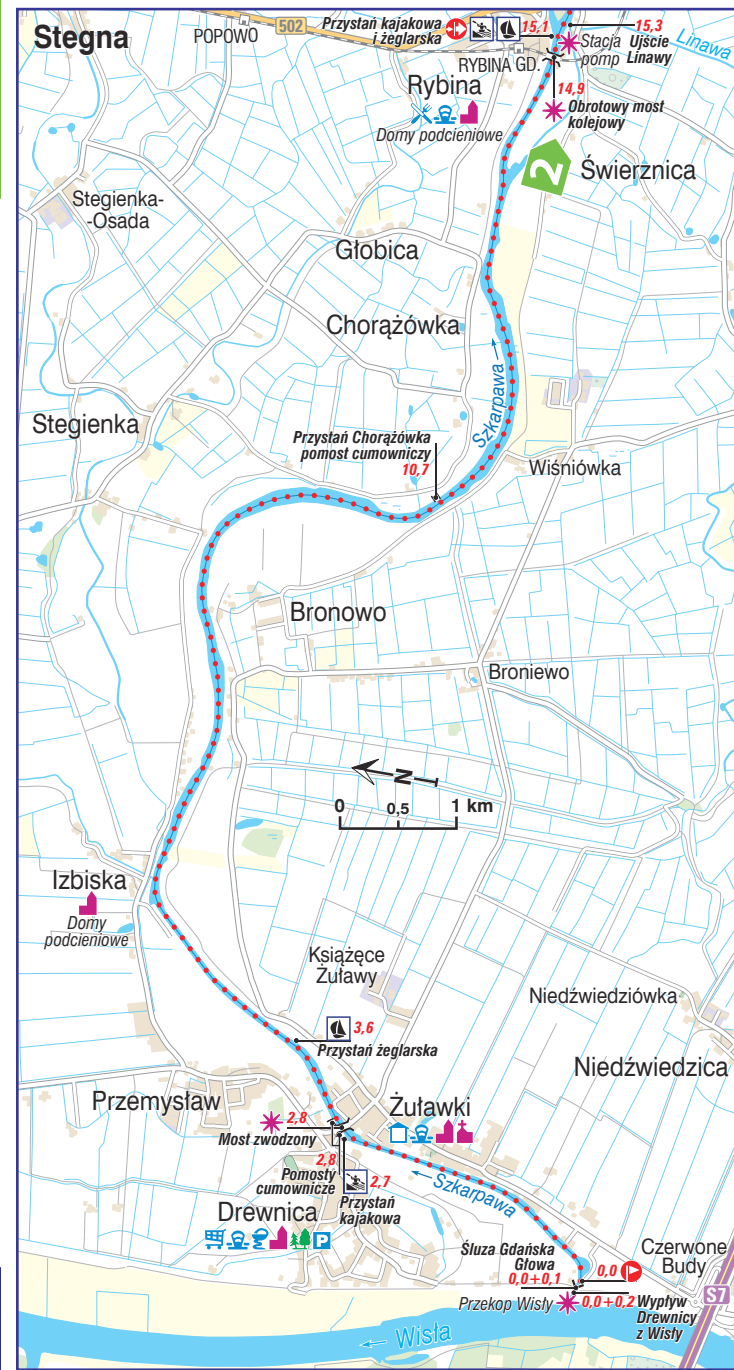 Stegna
502
POPOWO
Przystań kajakowa
i żeglarska
15,1
15,3
Ujście
Linawy
Linawa
Stacja
pomp
RYBINA GD.
14,9
Obrotowy most
kolejowy
Rybina
Domy podcieniowe
2
Świerznica
Stegienka-
-Osada
Głobica
Chorążówka
Szkarpawa
Stegienka
Przystań Chorążówka
pomost cumowniczy
10,7
Wiśniówka
Bronowo
Broniewo
N
0
0,5
1 km
Izbiska
Domy
podcieniowe
Książęce
Żuławy
Niedźwiedziówka
Niedźwiedzica
3,6
Przystań żeglarska
Przemysław
Żuławki
2,8
Most zwodzony
2,8
Pomosty
cumownicze
2,7
Przystań
kajakowa
Szkarpawa
Drewnica
P
Śluza Gdańska
Głowa
0,0+0,1
0,0
Czerwone
Budy
S7
Przekop Wisły
0,0+0,2
Wypływ
Drewnicy
z Wisły
Wisła